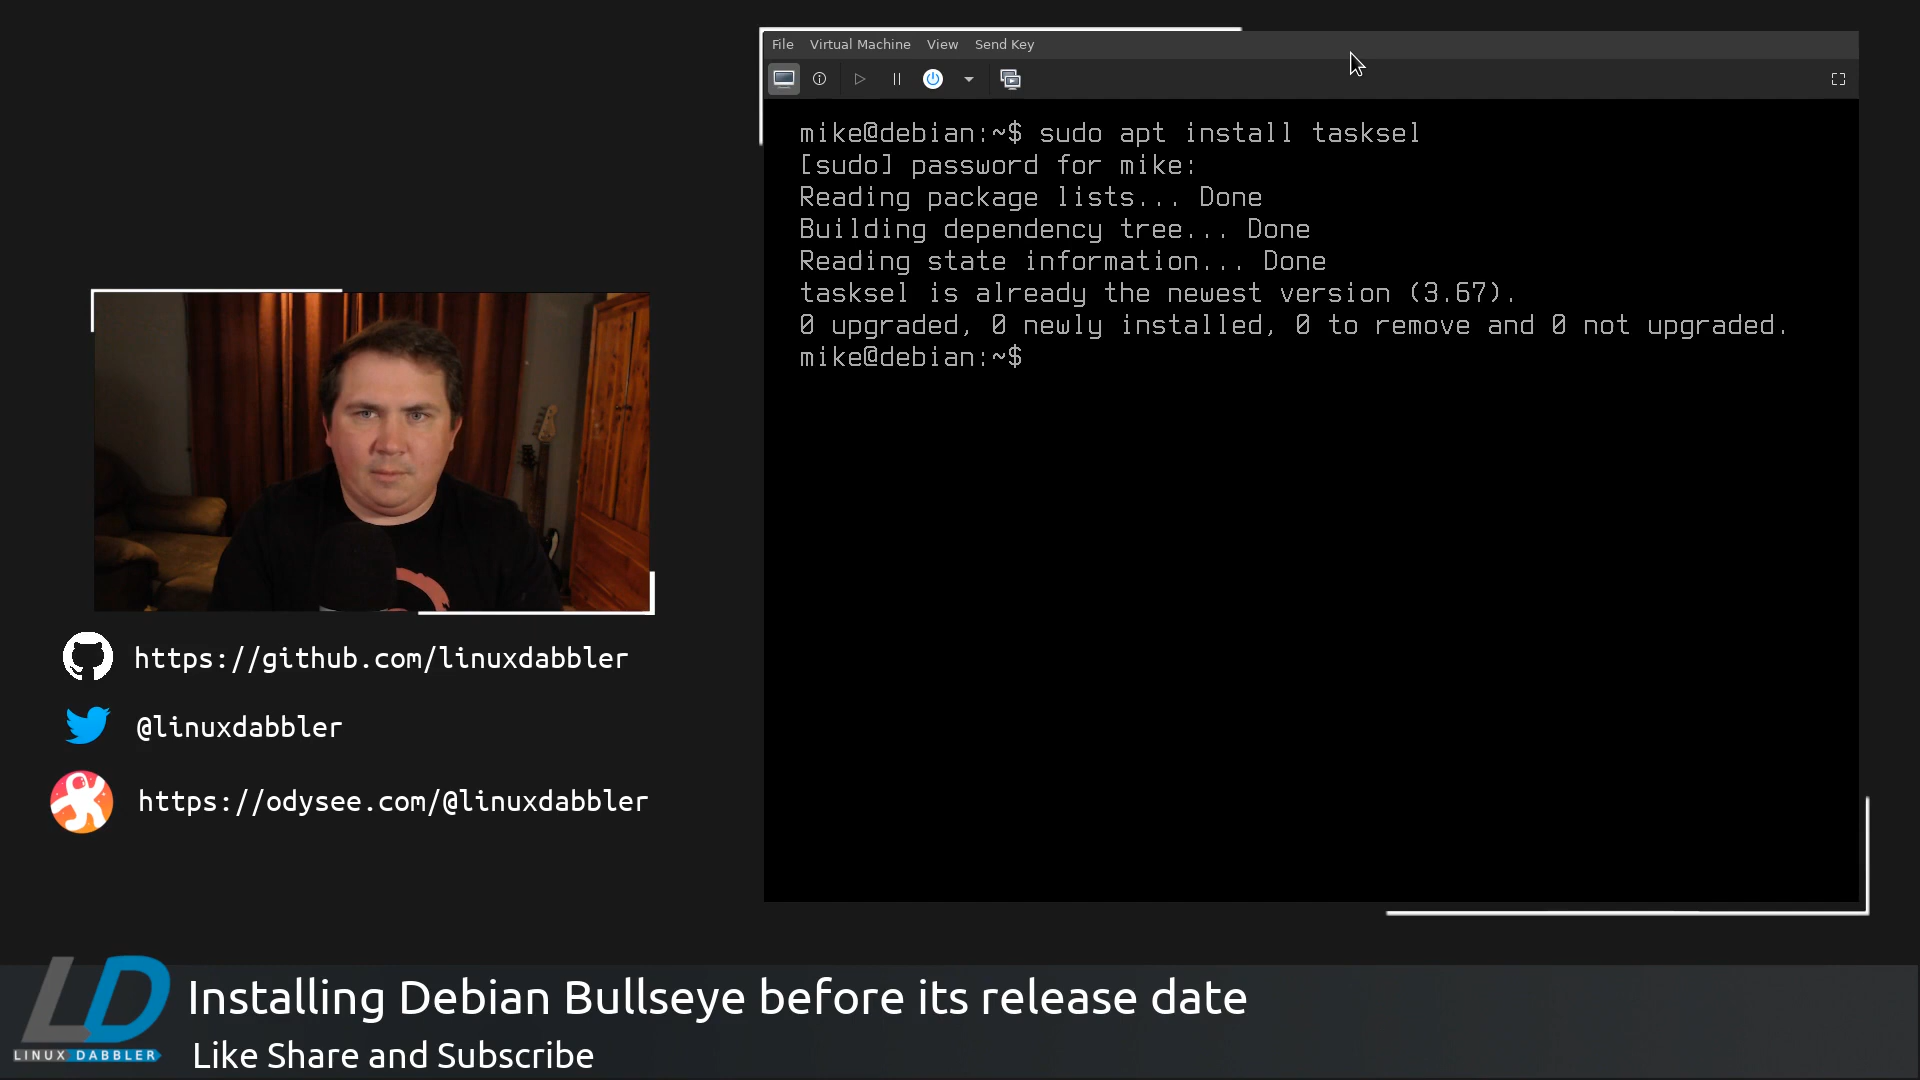 File Virtual Machine View Send Key
mike@debian:~$ sudo apt install tasksel
[sudo] password for mike:
Reading package lists... Done
Building dependency tree... Done
Reading state information... Done
tasksel is already the newest version (3.67).
0 upgraded, 0 newly installed, 0 to remove and 0 not upgraded.
mike@debian:~$
https://github.com/linuxdabbler
@linuxdabbler
https://odysee.com/@linuxdabbler
LD
LINUX DABBLER
Installing Debian Bullseye before its release date
Like Share and Subscribe